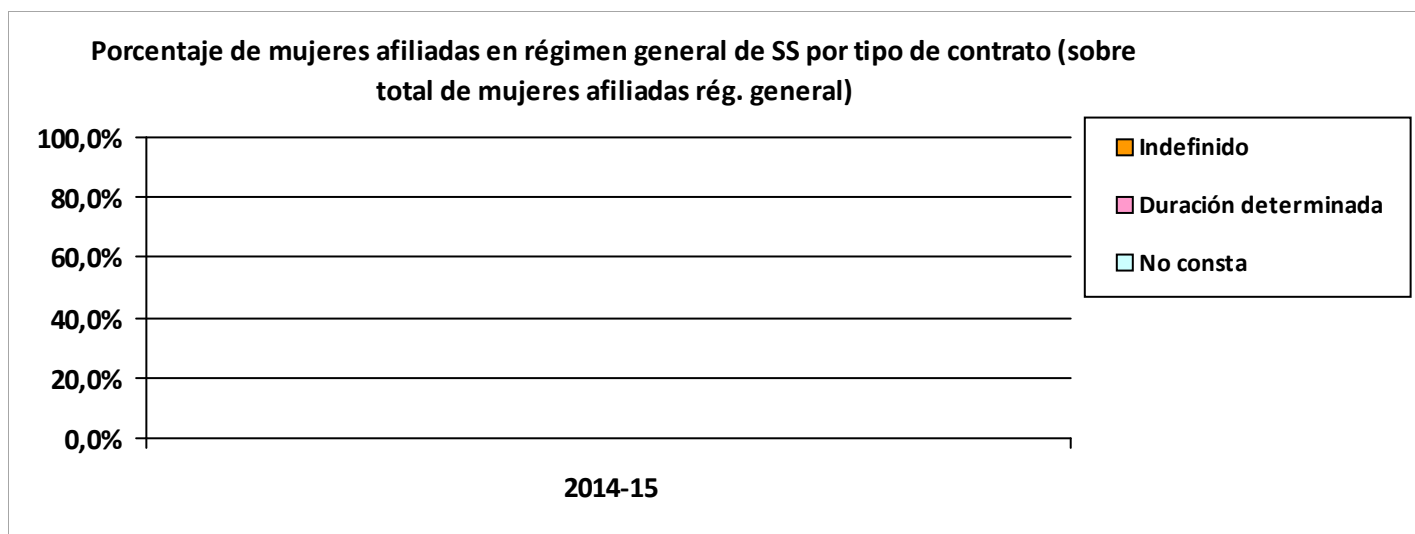 Porcentaje de mujeres afiliadas en régimen general de SS por tipo de contrato (sobre
total de mujeres afiliadas rég. general)
100,0%
80,0%
60,0%
40,0%
20,0%
0,0%
2014-15
Indefinido
Duración determinada
No consta